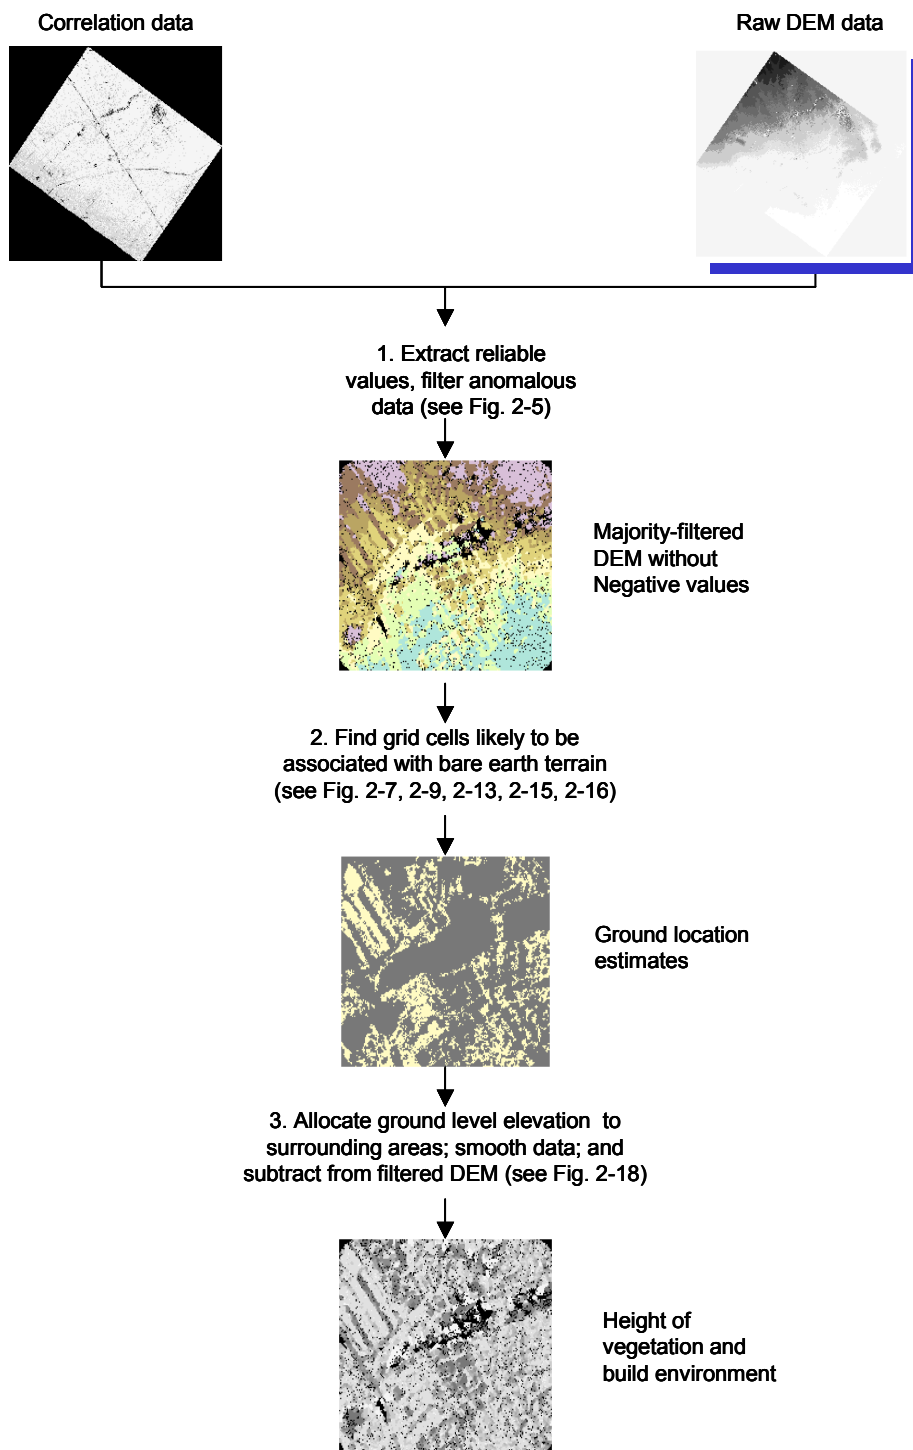 Correlation data
Raw DEM data
1. Extract reliable
values, filter anomalous
data (see Fig. 2-5)
Majority-filtered
DEM without
Negative values
2. Find grid cells likely to be
associated with bare earth terrain
(see Fig. 2-7, 2-9, 2-13, 2-15, 2-16)
Ground location
estimates
3. Allocate ground level elevation  to
surrounding areas; smooth data; and
subtract from filtered DEM (see Fig. 2-18)
Height of
vegetation and
build environment